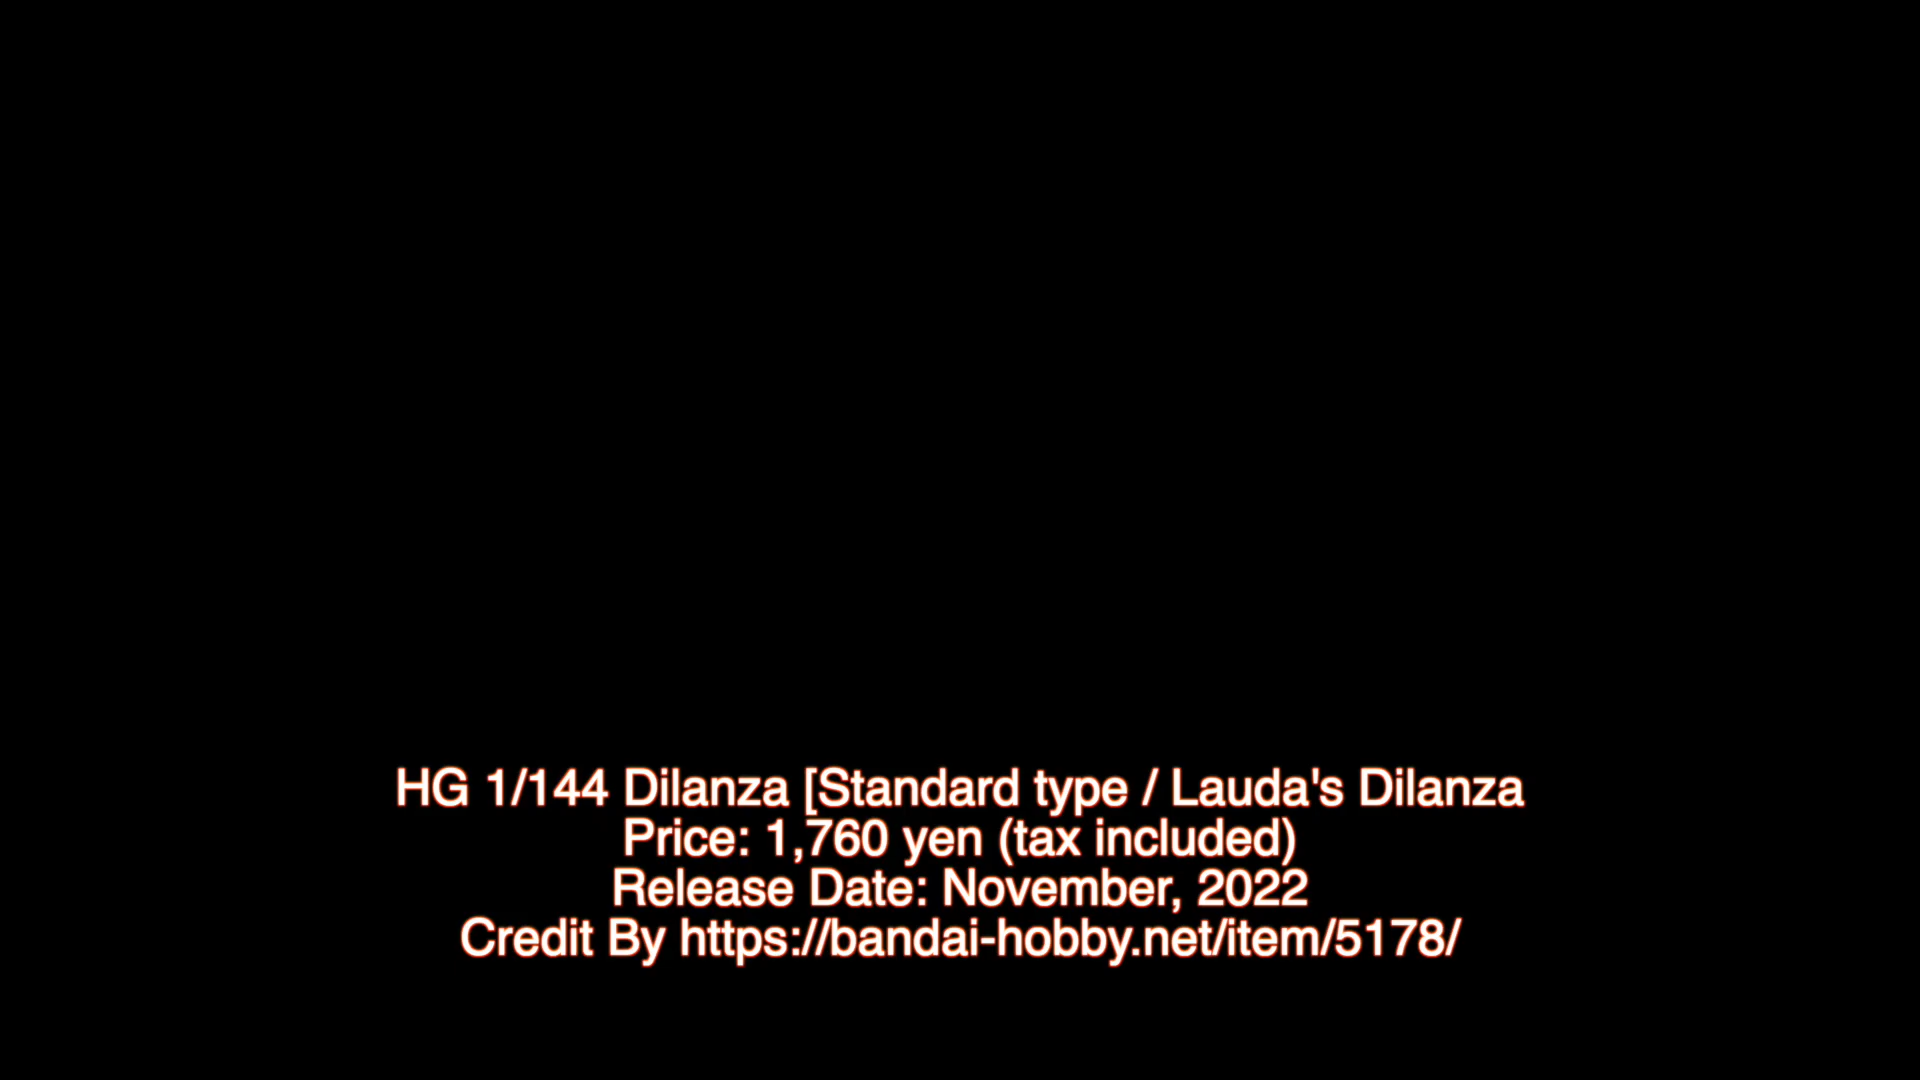 HG 1/144 Dilanza [Standard type / Lauda's Dilanza
Price: 1,760 yen (tax included)
Release Date: November, 2022
Credit By https://bandai-hobby.net/item/5178/